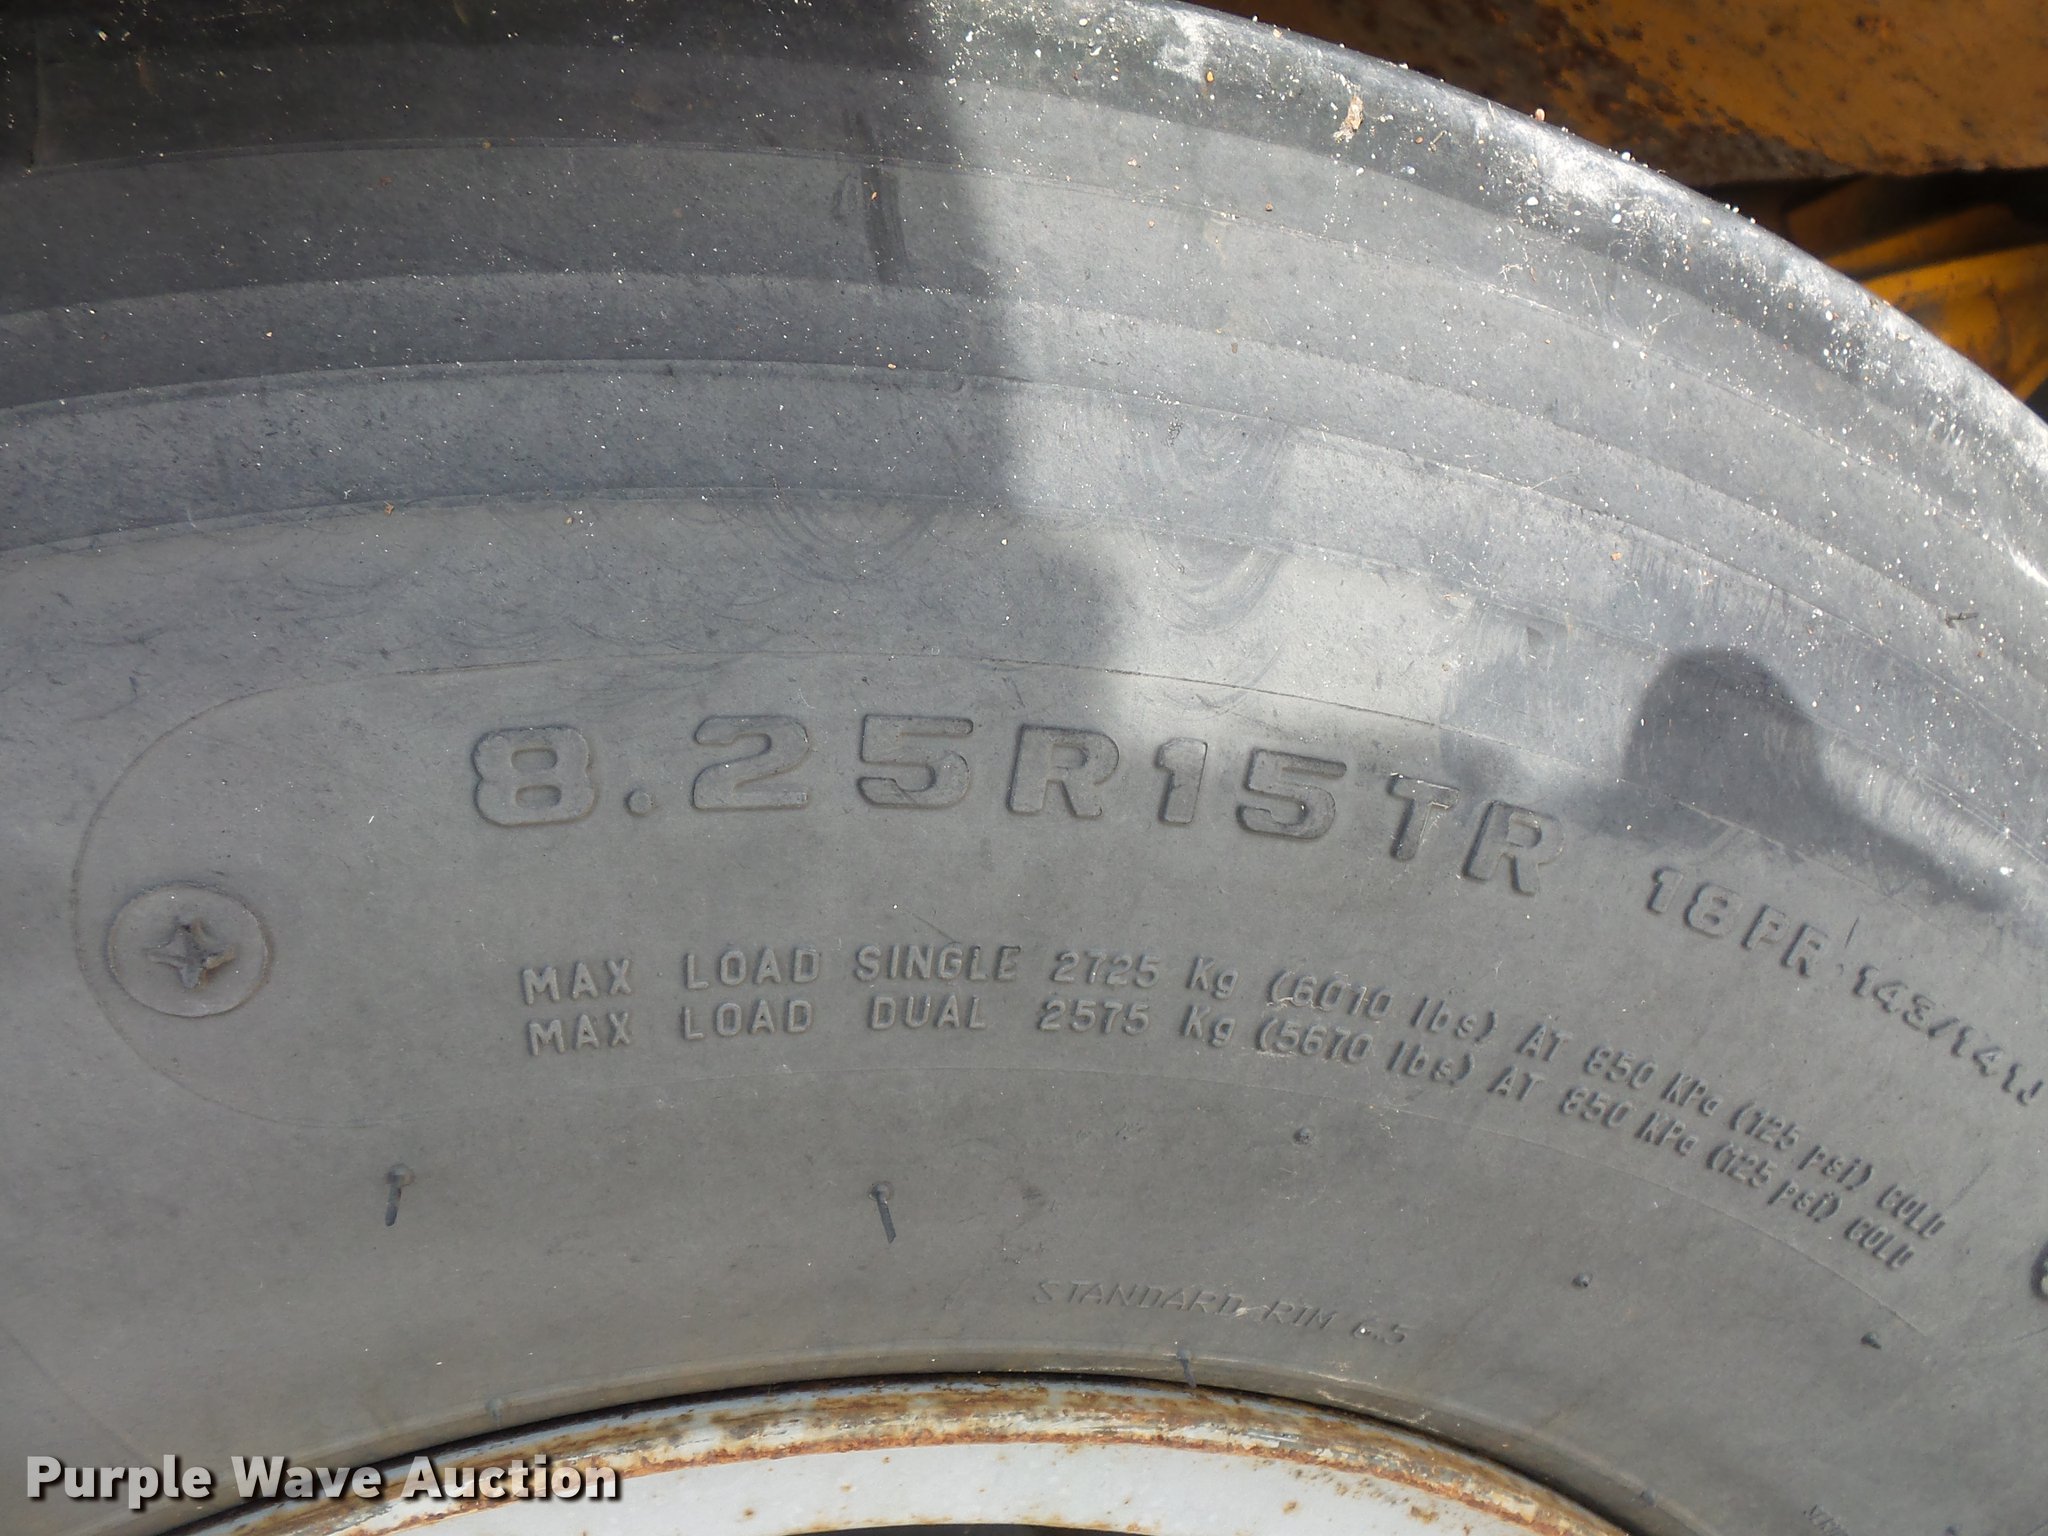 8.25R15TR 18PR 143/141J
MAX LOAD SINGLE 2725 Kg (6010 lbs) AT 850 KPa (125 psi) COLD
MAX LOAD DUAL 2575 Kg (5670 lbs) AT 850 KPa (125 psi) COLD
STANDARD RIM 6.5
Purple Wave Auction